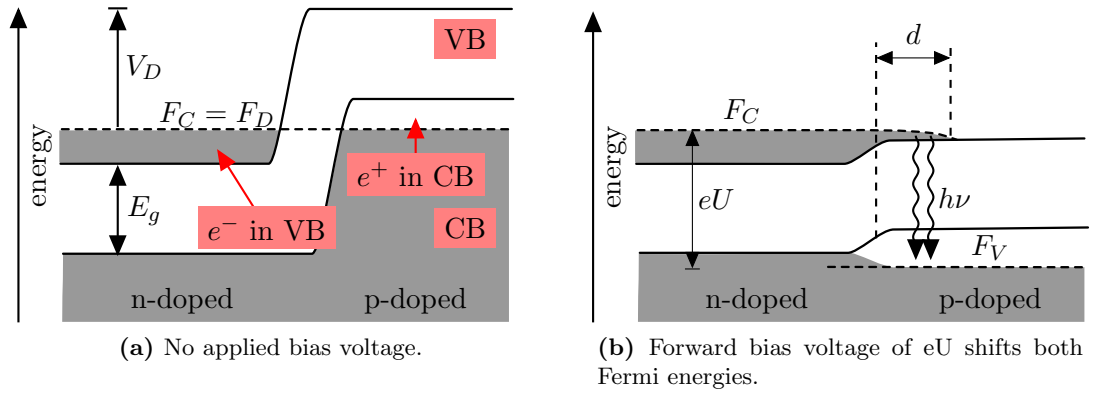 energy
V_D
F_C = F_D
E_g
VB
e⁺ in CB
e⁻ in VB
CB
n-doped
p-doped
(a) No applied bias voltage.
energy
d
F_C
eU
hν
F_V
n-doped
p-doped
(b) Forward bias voltage of eU shifts both
Fermi energies.